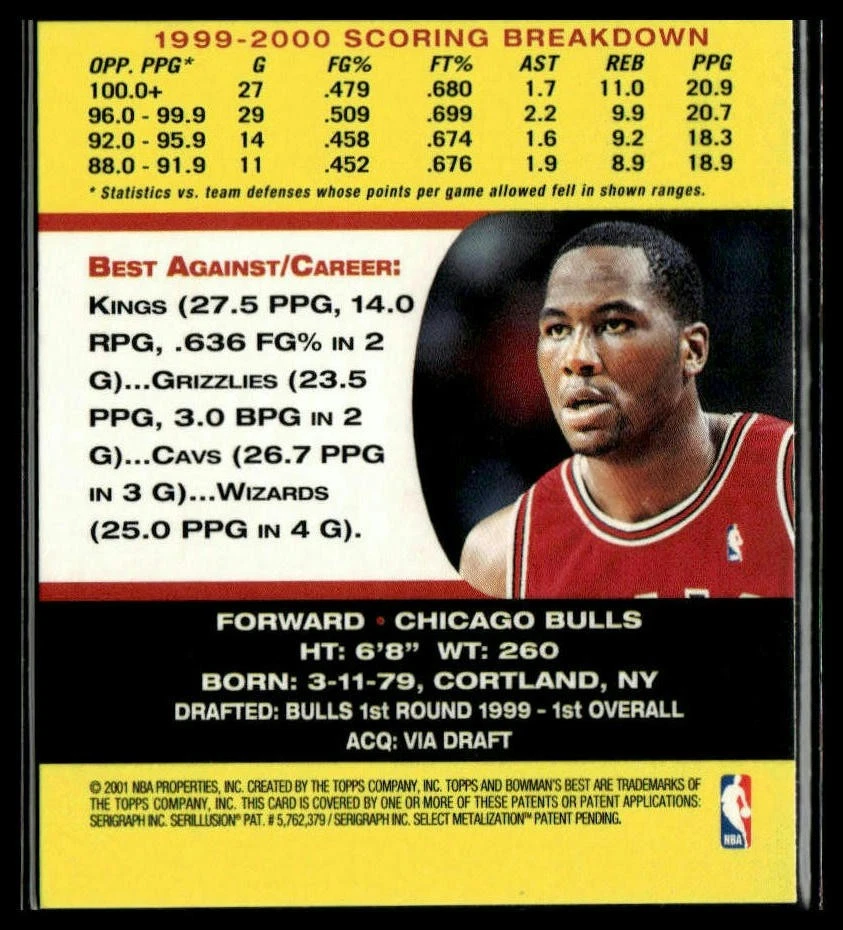 1999-2000 SCORING BREAKDOWN
OPP. PPG* G FG% FT% AST REB PPG
100.0+ 27 .479 .680 1.7 11.0 20.9
96.0 - 99.9 29 .509 .699 2.2 9.9 20.7
92.0 - 95.9 14 .458 .674 1.6 9.2 18.3
88.0 - 91.9 11 .452 .676 1.9 8.9 18.9
* Statistics vs. team defenses whose points per game allowed fell in shown ranges.
BEST AGAINST/CAREER:
KINGS (27.5 PPG, 14.0
RPG, .636 FG% IN 2
G)...GRIZZLIES (23.5
PPG, 3.0 BPG IN 2
G)...CAVS (26.7 PPG
IN 3 G)...WIZARDS
(25.0 PPG IN 4 G).
FORWARD • CHICAGO BULLS
HT: 6'8" WT: 260
BORN: 3-11-79, CORTLAND, NY
DRAFTED: BULLS 1st ROUND 1999 - 1st OVERALL
ACQ: VIA DRAFT
© 2001 NBA PROPERTIES, INC. CREATED BY THE TOPPS COMPANY, INC. TOPPS AND BOWMAN'S BEST ARE TRADEMARKS OF
THE TOPPS COMPANY, INC. THIS CARD IS COVERED BY ONE OR MORE OF THESE PATENTS OR PATENT APPLICATIONS:
SERIGRAPH INC. SERILLUSION® PAT. # 5,762,379 / SERIGRAPH INC. SELECT METALIZATION™ PATENT PENDING.
NBA